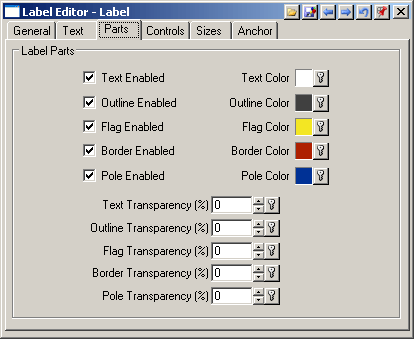 Label Editor - Label
General Text Parts Controls Sizes Anchor
Label Parts
Text Enabled Text Color
Outline Enabled Outline Color
Flag Enabled Flag Color
Border Enabled Border Color
Pole Enabled Pole Color
Text Transparency (%) 0
Outline Transparency (%) 0
Flag Transparency (%) 0
Border Transparency (%) 0
Pole Transparency (%) 0